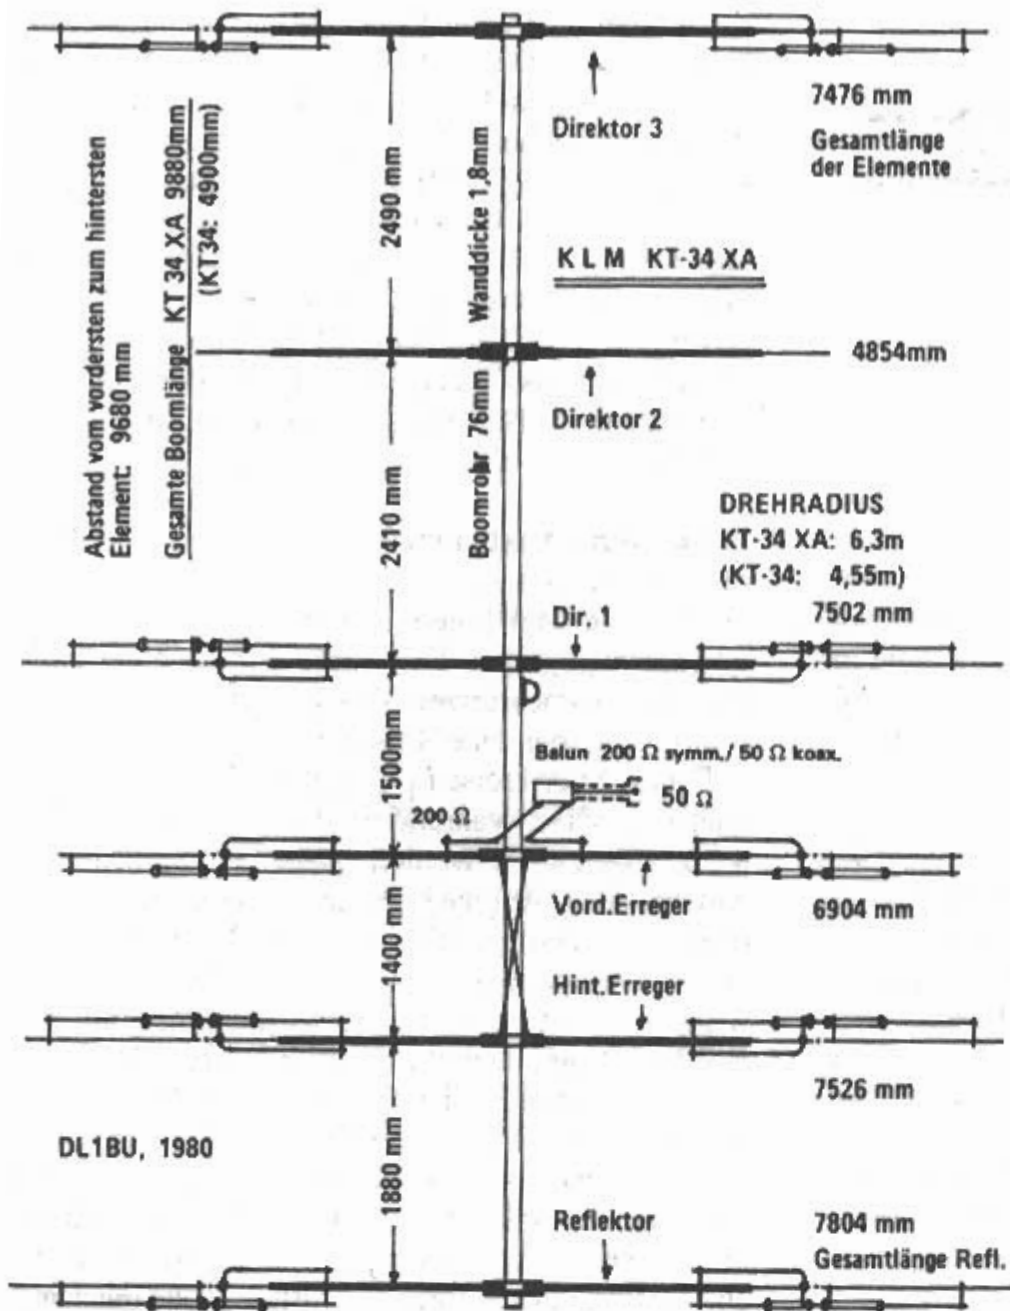 7476 mm
Direktor 3
Gesamtlänge
der Elemente
2490 mm
Wanddicke 1,8mm
KLM KT-34 XA
Abstand vom vordersten zum hintersten
Element: 9680 mm
Gesamte Boomlänge KT 34 XA 9880mm
(KT34: 4900mm)
4854mm
Direktor 2
2410 mm
Boomrohr 76mm
DREHRADIUS
KT-34 XA: 6,3m
(KT-34: 4,55m)
Dir. 1
7502 mm
1500mm
Balun 200 Ω symm./ 50 Ω koax.
50 Ω
200 Ω
Vord.Erreger
6904 mm
1400 mm
Hint.Erreger
7526 mm
DL1BU, 1980
1880 mm
Reflektor
7804 mm
Gesamtlänge Refl.